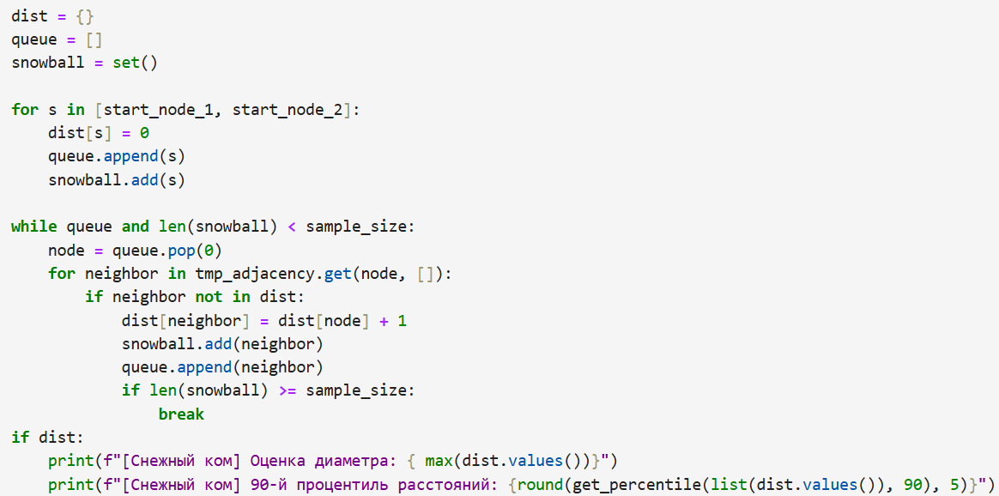 dist = {}
queue = []
snowball = set()
for s in [start_node_1, start_node_2]:
    dist[s] = 0
    queue.append(s)
    snowball.add(s)
while queue and len(snowball) < sample_size:
    node = queue.pop(0)
    for neighbor in tmp_adjacency.get(node, []):
        if neighbor not in dist:
            dist[neighbor] = dist[node] + 1
            snowball.add(neighbor)
            queue.append(neighbor)
            if len(snowball) >= sample_size:
                break
if dist:
    print(f"[Снежный ком] Оценка диаметра: { max(dist.values())}")
    print(f"[Снежный ком] 90-й процентиль расстояний: {round(get_percentile(list(dist.values()), 90), 5)}")